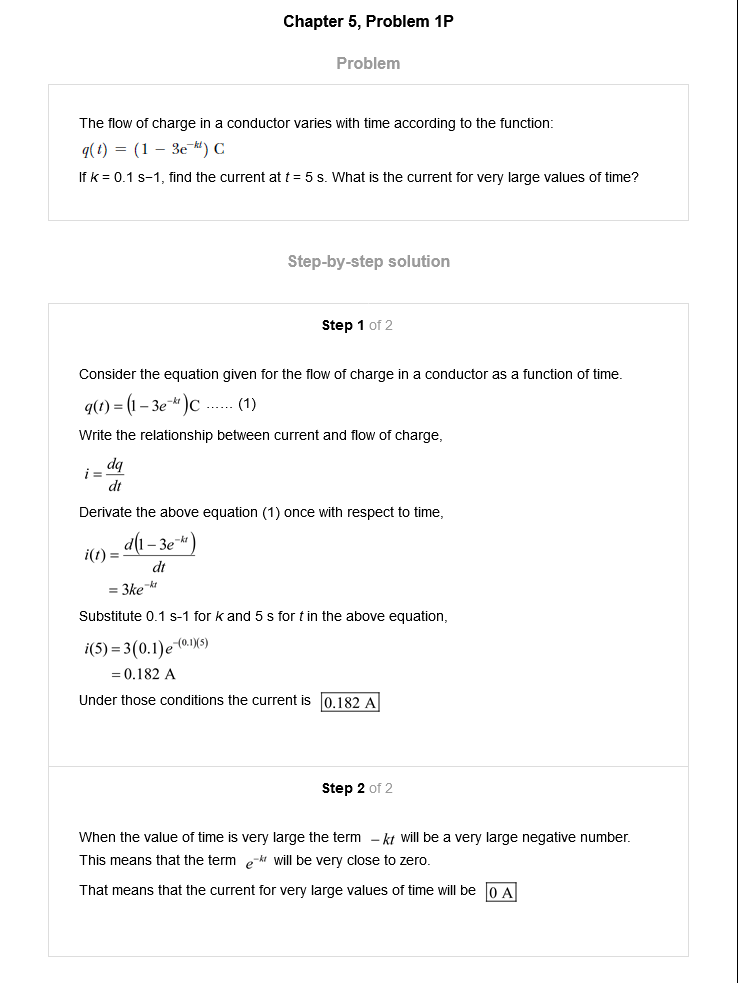 Chapter 5, Problem 1P
Problem
The flow of charge in a conductor varies with time according to the function:
q(t) = (1 − 3e^−kt) C
If k = 0.1 s−1, find the current at t = 5 s. What is the current for very large values of time?
Step-by-step solution
Step 1 of 2
Consider the equation given for the flow of charge in a conductor as a function of time.
q(t) = (1 − 3e^−kt)C ...... (1)
Write the relationship between current and flow of charge,
i = dq/dt
Derivate the above equation (1) once with respect to time,
i(t) = d(1 − 3e^−kt)/dt
= 3ke^−kt
Substitute 0.1 s-1 for k and 5 s for t in the above equation,
i(5) = 3(0.1)e^−(0.1)(5)
= 0.182 A
Under those conditions the current is 0.182 A
Step 2 of 2
When the value of time is very large the term −kt will be a very large negative number.
This means that the term e^−kt will be very close to zero.
That means that the current for very large values of time will be 0 A